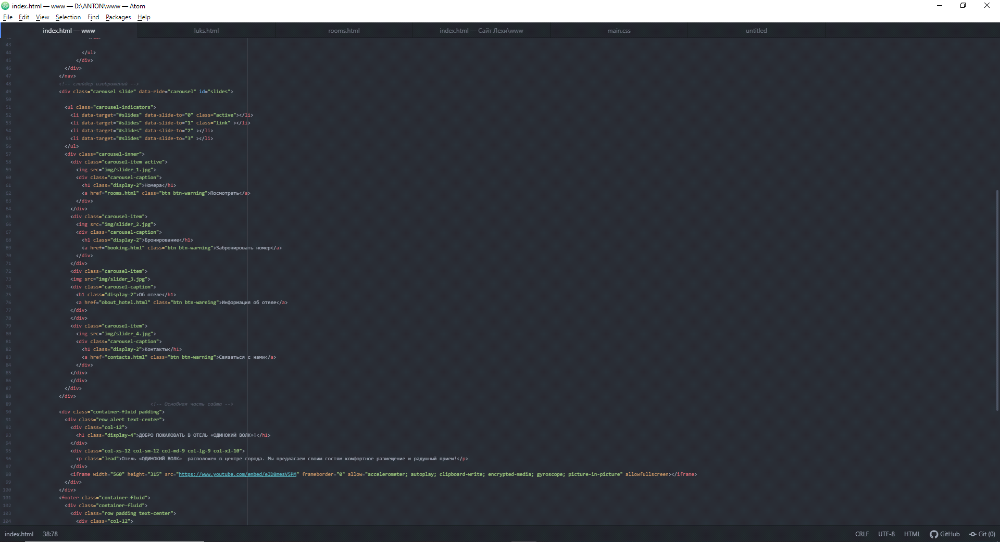 index.html — www — D:\ANTON\www — Atom
File Edit View Selection Find Packages Help
index.html — www luks.html rooms.html index.html — Сайт Лехи\www main.css untitled
43
44 </ul>
45 </div>
46 </div>
47 </nav>
48 <!-- слайдер изображений -->
49 <div class="carousel slide" data-ride="carousel" id="slides">
50
51 <ul class="carousel-indicators">
52 <li data-target="#slides" data-slide-to="0" class="active"></li>
53 <li data-target="#slides" data-slide-to="1" class="link" ></li>
54 <li data-target="#slides" data-slide-to="2" ></li>
55 <li data-target="#slides" data-slide-to="3" ></li>
56 </ul>
57 <div class="carousel-inner">
58 <div class="carousel-item active">
59 <img src="img/slider_1.jpg">
60 <div class="carousel-caption">
61 <h1 class="display-2">Номера</h1>
62 <a href="rooms.html" class="btn btn-warning">Посмотреть</a>
63 </div>
64 </div>
65 <div class="carousel-item">
66 <img src="img/slider_2.jpg">
67 <div class="carousel-caption">
68 <h1 class="display-2">Бронирование</h1>
69 <a href="booking.html" class="btn btn-warning">Забронировать номер</a>
70 </div>
71 </div>
72 <div class="carousel-item">
73 <img src="img/slider_3.jpg">
74 <div class="carousel-caption">
75 <h1 class="display-2">Об отеле</h1>
76 <a href="obout_hotel.html" class="btn btn-warning">Информация об отеле</a>
77 </div>
78 </div>
79 <div class="carousel-item">
80 <img src="img/slider_4.jpg">
81 <div class="carousel-caption">
82 <h1 class="display-2">Контакты</h1>
83 <a href="contacts.html" class="btn btn-warning">Связаться с нами</a>
84 </div>
85 </div>
86 </div>
87 </div>
88 </div>
89 <!-- Основная часть сайта -->
90 <div class="container-fluid padding">
91 <div class="row alert text-center">
92 <div class="col-12">
93 <h1 class="display-4">ДОБРО ПОЖАЛОВАТЬ В ОТЕЛЬ «ОДИНОКИЙ ВОЛК»!</h1>
94 </div>
95 <div class="col-xs-12 col-sm-12 col-md-9 col-lg-9 col-xl-10">
96 <p class="lead">Отель «ОДИНОКИЙ ВОЛК»  расположен в центре города. Мы предлагаем своим гостям комфортное размещение и радушный прием!</p>
97 </div>
98 <iframe width="560" height="315" src="https://www.youtube.com/embed/eID8mesV5PM" frameborder="0" allow="accelerometer; autoplay; clipboard-write; encrypted-media; gyroscope; picture-in-picture" allowfullscreen></iframe>
99 </div>
100 </div>
101 <footer class="container-fluid">
102 <div class="container-fluid">
103 <div class="row padding text-center">
104 <div class="col-12">
index.html 38:78 CRLF UTF-8 HTML GitHub Git (0)